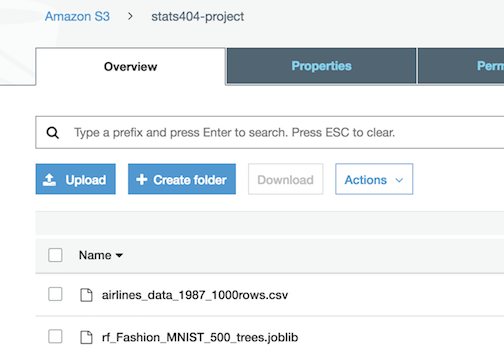 Amazon S3 > stats404-project
Overview Properties Perm
Type a prefix and press Enter to search. Press ESC to clear.
Upload + Create folder Download Actions
Name
airlines_data_1987_1000rows.csv
rf_Fashion_MNIST_500_trees.joblib